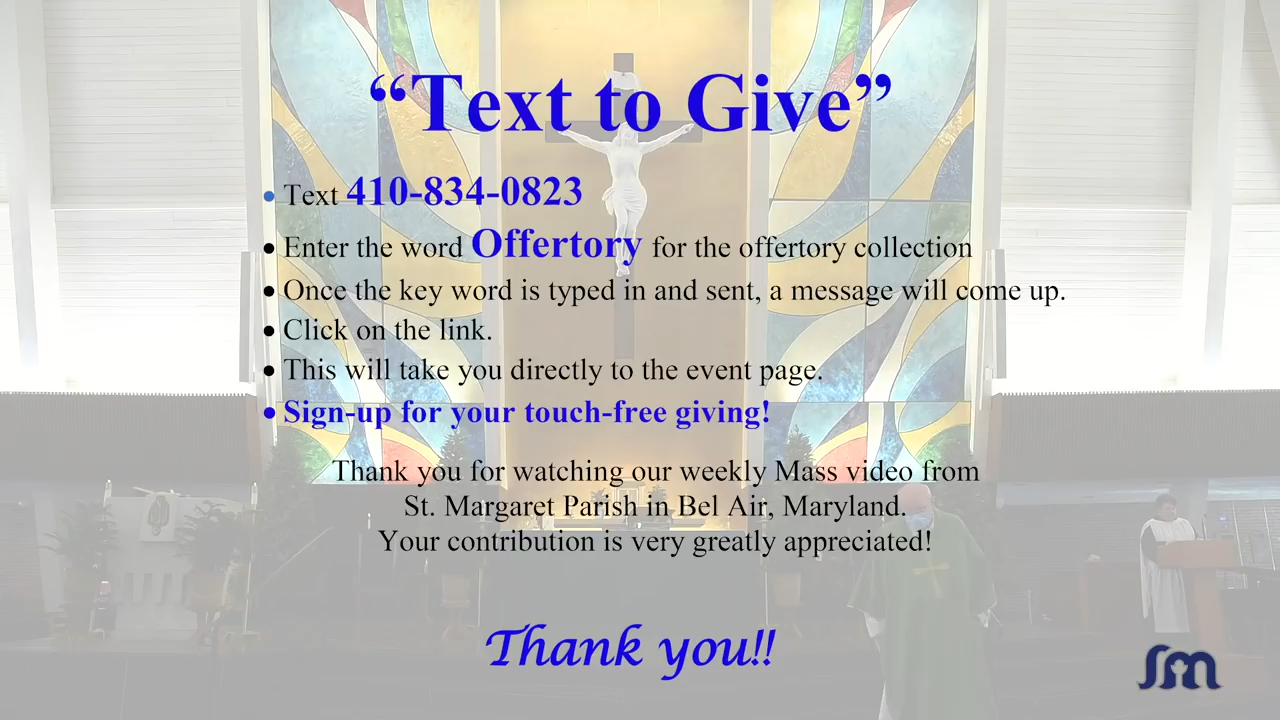 “Text to Give”
• Text 410-834-0823
• Enter the word Offertory for the offertory collection
• Once the key word is typed in and sent, a message will come up.
• Click on the link.
• This will take you directly to the event page.
• Sign-up for your touch-free giving!
Thank you for watching our weekly Mass video from
St. Margaret Parish in Bel Air, Maryland.
Your contribution is very greatly appreciated!
Thank you!!
sm